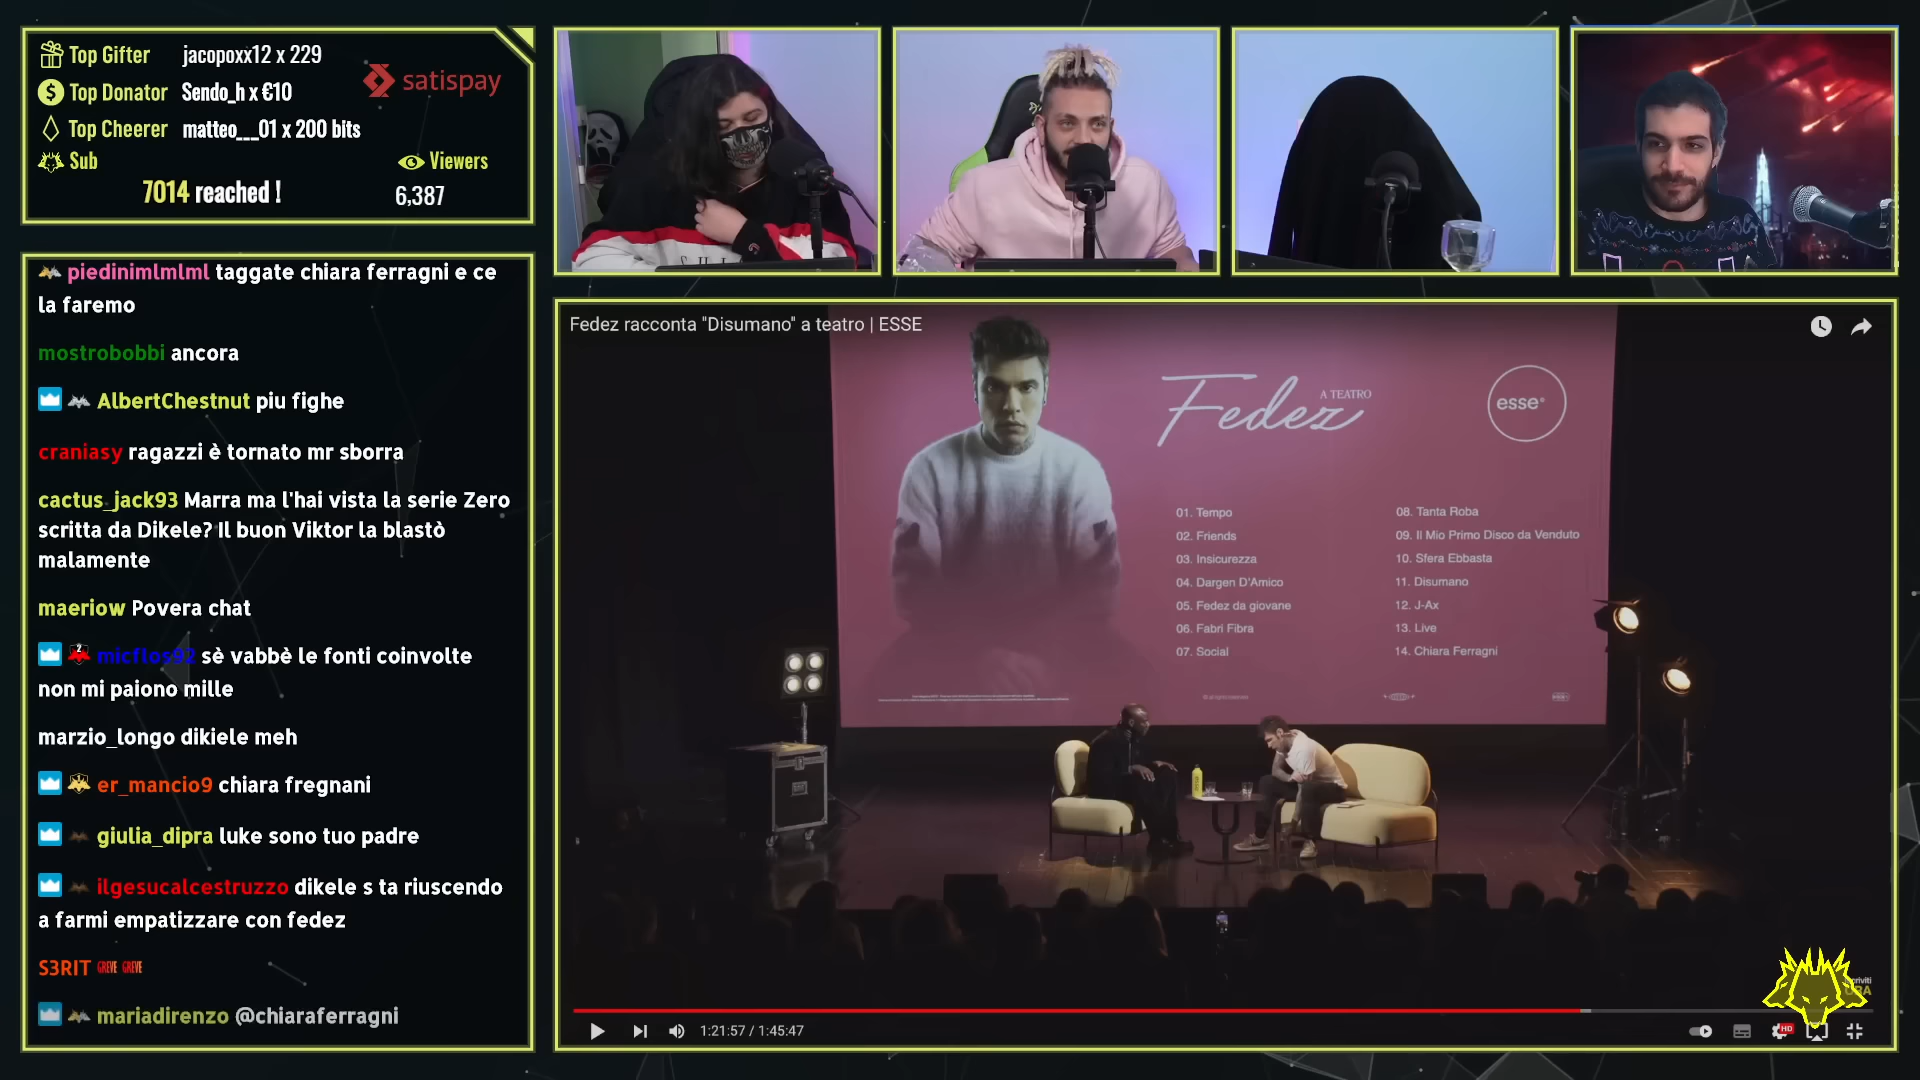 Top Gifter jacopoxx12 x 229
Top Donator Sendo_h x €10
satispay
Top Cheerer matteo___01 x 200 bits
Sub
Viewers
7014 reached !
6,387
piedinimlmlml taggate chiara ferragni e ce
la faremo
mostrobobbi ancora
AlbertChestnut piu fighe
craniasy ragazzi è tornato mr sborra
cactus_jack93 Marra ma l'hai vista la serie Zero
scritta da Dikele? Il buon Viktor la blastò
malamente
maeriow Povera chat
micflos92 sè vabbè le fonti coinvolte
non mi paiono mille
marzio_longo dikiele meh
er_mancio9 chiara fregnani
giulia_dipra luke sono tuo padre
ilgesucalcestruzzo dikele s ta riuscendo
a farmi empatizzare con fedez
S3RIT GREVE GREVE
mariadirenzo @chiaraferragni
Fedez racconta "Disumano" a teatro | ESSE
Fedez
A TEATRO
esse
01. Tempo
02. Friends
03. Insicurezza
04. Dargen D'Amico
05. Fedez da giovane
06. Fabri Fibra
07. Social
08. Tanta Roba
09. Il Mio Primo Disco da Venduto
10. Sfera Ebbasta
11. Disumano
12. J-Ax
13. Live
14. Chiara Ferragni
1:21:57 / 1:45:47
HD